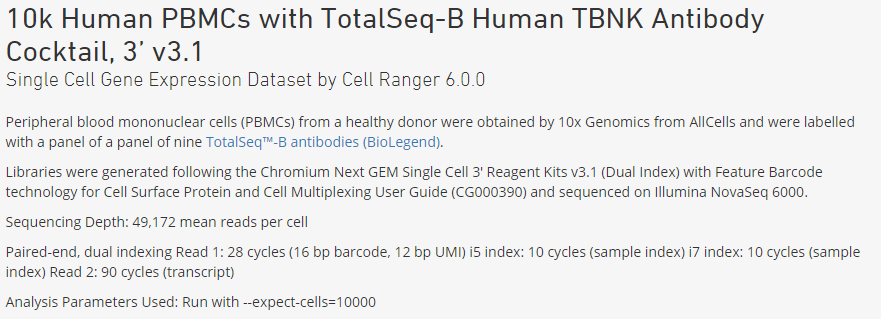 10k Human PBMCs with TotalSeq-B Human TBNK Antibody
Cocktail, 3’ v3.1
Single Cell Gene Expression Dataset by Cell Ranger 6.0.0
Peripheral blood mononuclear cells (PBMCs) from a healthy donor were obtained by 10x Genomics from AllCells and were labelled
with a panel of a panel of nine TotalSeq™-B antibodies (BioLegend).
Libraries were generated following the Chromium Next GEM Single Cell 3' Reagent Kits v3.1 (Dual Index) with Feature Barcode
technology for Cell Surface Protein and Cell Multiplexing User Guide (CG000390) and sequenced on Illumina NovaSeq 6000.
Sequencing Depth: 49,172 mean reads per cell
Paired-end, dual indexing Read 1: 28 cycles (16 bp barcode, 12 bp UMI) i5 index: 10 cycles (sample index) i7 index: 10 cycles (sample
index) Read 2: 90 cycles (transcript)
Analysis Parameters Used: Run with --expect-cells=10000